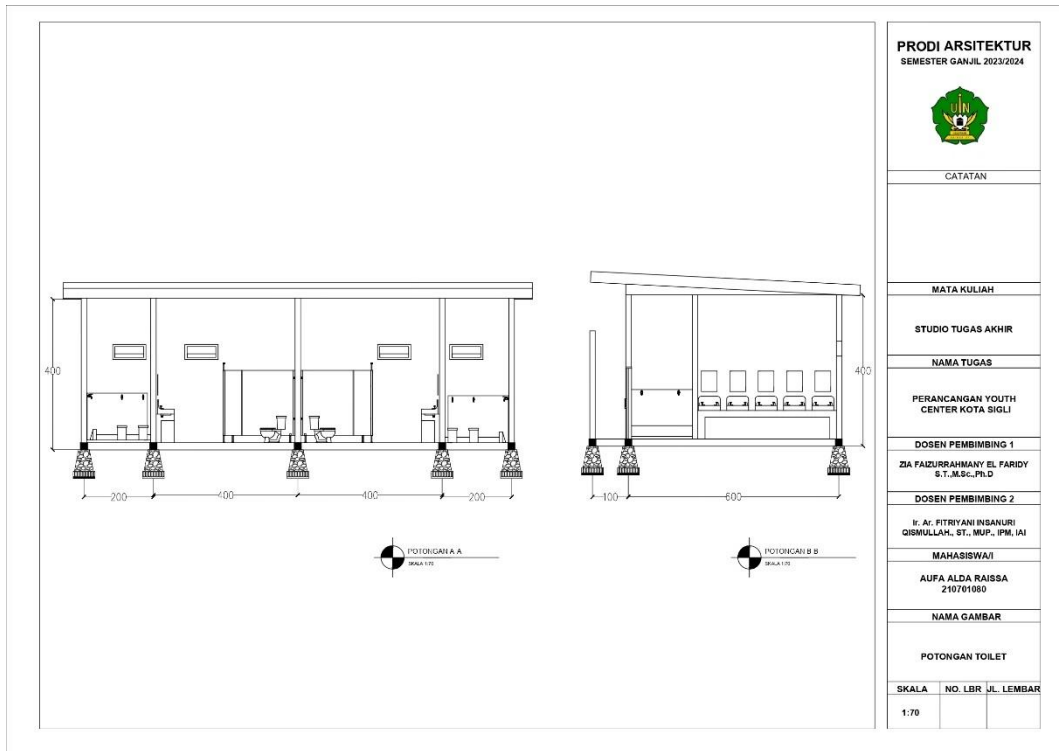 400
200
400
400
200
POTONGAN A A
SKALA 1:70
400
100
600
POTONGAN B B
SKALA 1:70
PRODI ARSITEKTUR
SEMESTER GANJIL 2023/2024
UIN
CATATAN
MATA KULIAH
STUDIO TUGAS AKHIR
NAMA TUGAS
PERANCANGAN YOUTH
CENTER KOTA SIGLI
DOSEN PEMBIMBING 1
ZIA FAIZURRAHMANY EL FARIDY
S.T.,M.Sc.,Ph.D
DOSEN PEMBIMBING 2
Ir. Ar. FITRIYANI INSANURI
QISMULLAH., ST., MUP., IPM, IAI
MAHASISWA/I
AUFA ALDA RAISSA
210701080
NAMA GAMBAR
POTONGAN TOILET
SKALA NO. LBR JL. LEMBAR
1:70